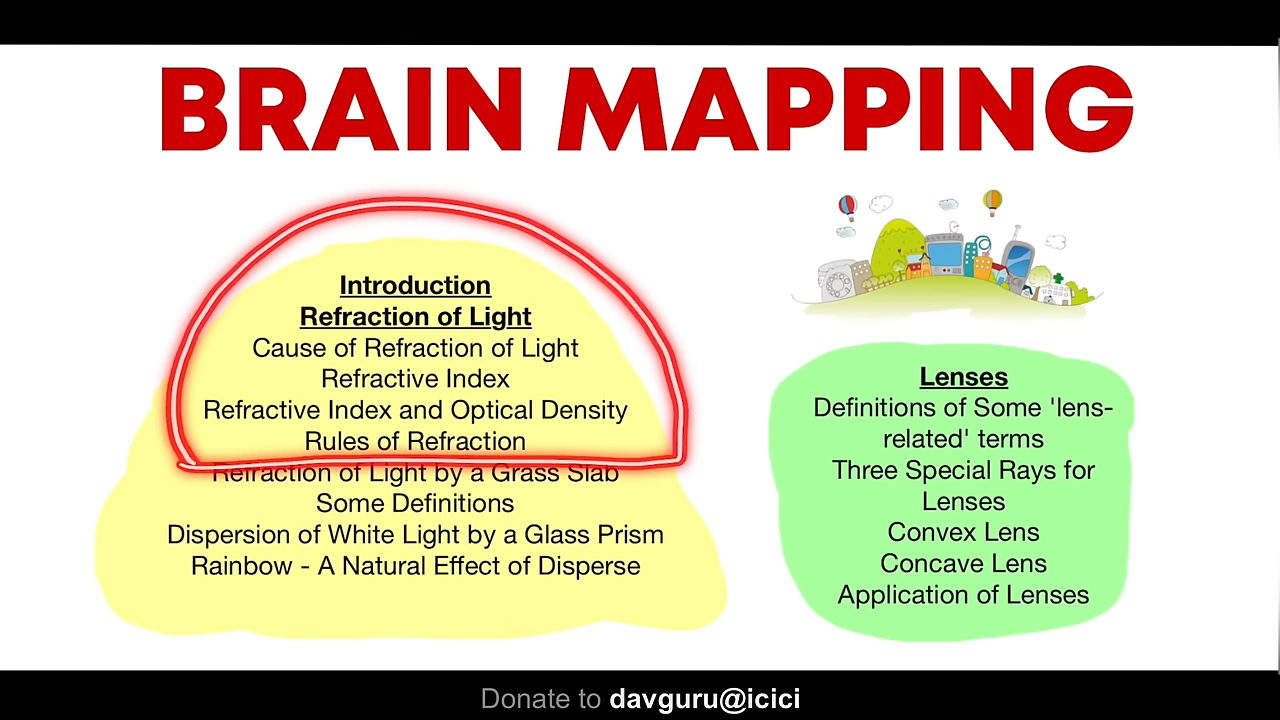 BRAIN MAPPING
Introduction
Refraction of Light
Cause of Refraction of Light
Refractive Index
Refractive Index and Optical Density
Rules of Refraction
Refraction of Light by a Grass Slab
Some Definitions
Dispersion of White Light by a Glass Prism
Rainbow - A Natural Effect of Disperse
Lenses
Definitions of Some 'lens-
related' terms
Three Special Rays for
Lenses
Convex Lens
Concave Lens
Application of Lenses
Donate to davguru@icici